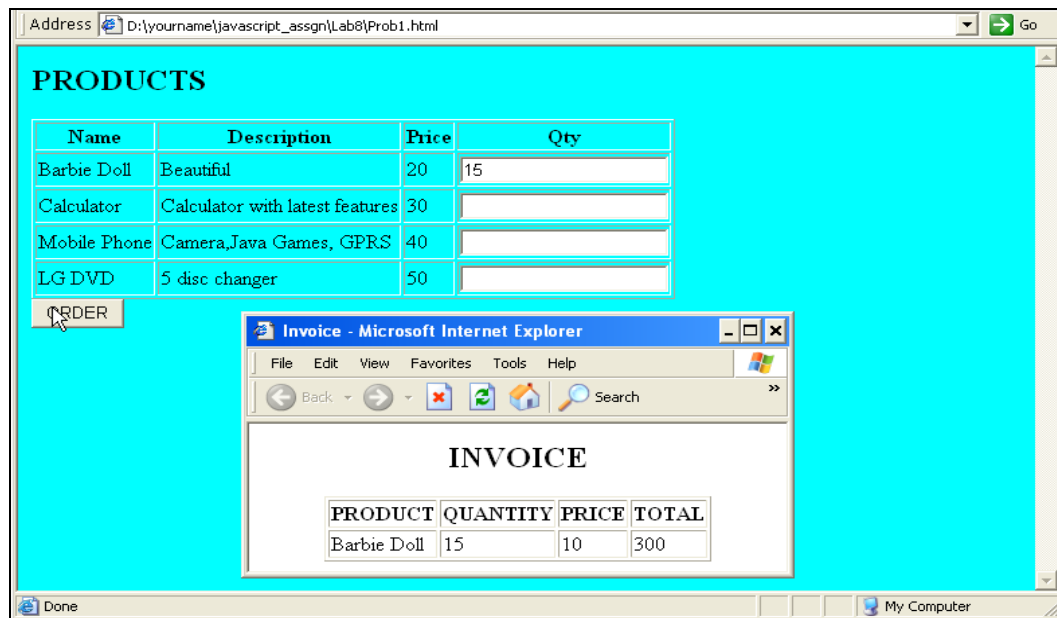 Address D:\yourname\javascript_assgn\Lab8\Prob1.html Go
PRODUCTS
Name Description Price Qty
Barbie Doll Beautiful 20 15
Calculator Calculator with latest features 30
Mobile Phone Camera,Java Games, GPRS 40
LG DVD 5 disc changer 50
ORDER
Invoice - Microsoft Internet Explorer
File Edit View Favorites Tools Help
Back Search »
INVOICE
PRODUCT QUANTITY PRICE TOTAL
Barbie Doll 15 10 300
Done My Computer